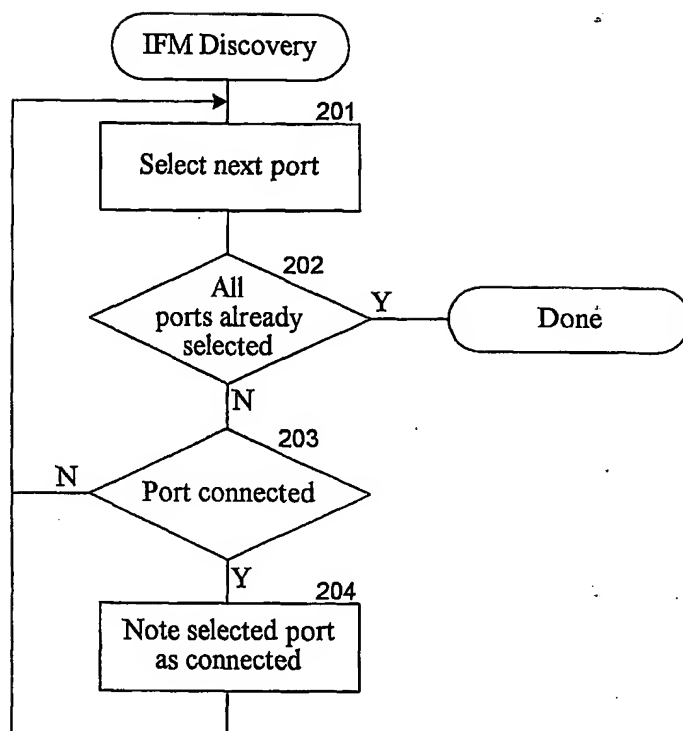 IFM Discovery
201
Select next port
202
All
ports already
selected
Y
Done
N
203
N
Port connected
Y
204
Note selected port
as connected